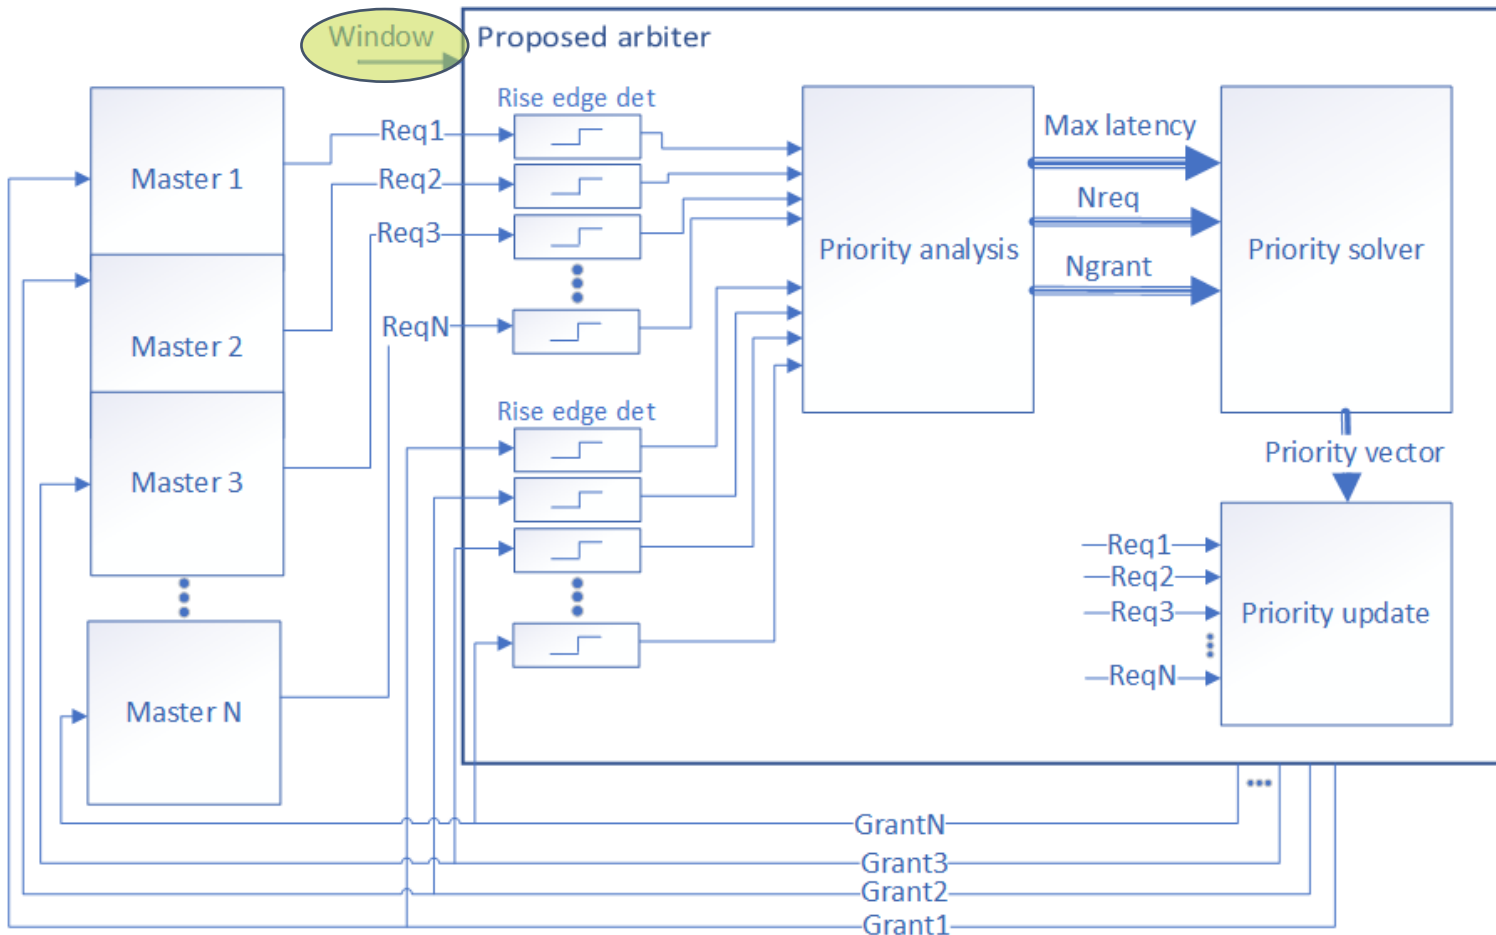 Window
Proposed arbiter
Rise edge det
Req1
Max latency
Master 1
Req2
Nreq
Req3
Priority analysis
Priority solver
Ngrant
ReqN
Master 2
Rise edge det
Priority vector
Master 3
Req1
Req2
Req3
Priority update
ReqN
Master N
GrantN
Grant3
Grant2
Grant1